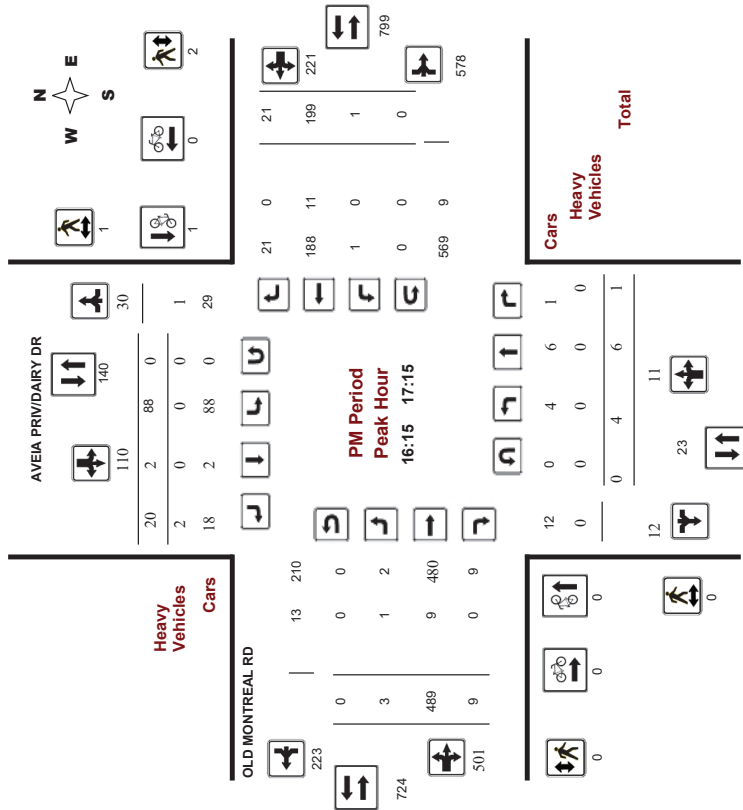 AVEIA PRIV/DAIRY DR
N
W E
S
799
221
578
2
0
1
1
140
110
30
20 2 88 0
2 0 0 0 1
18 2 88 0 29
Heavy
Vehicles
Cars
21 0 21
199 11 188
1 0 1
0 0 0
9 569
OLD MONTREAL RD
PM Period
Peak Hour
16:15 17:15
13 210
0 0 0
3 1 2
489 9 480
9 0 9
223
724
501
Cars
Heavy
Vehicles
Total
12 0 4 6 1
0 0 0 0 0
0 4 6 1
12
11
23
0
0
0
0